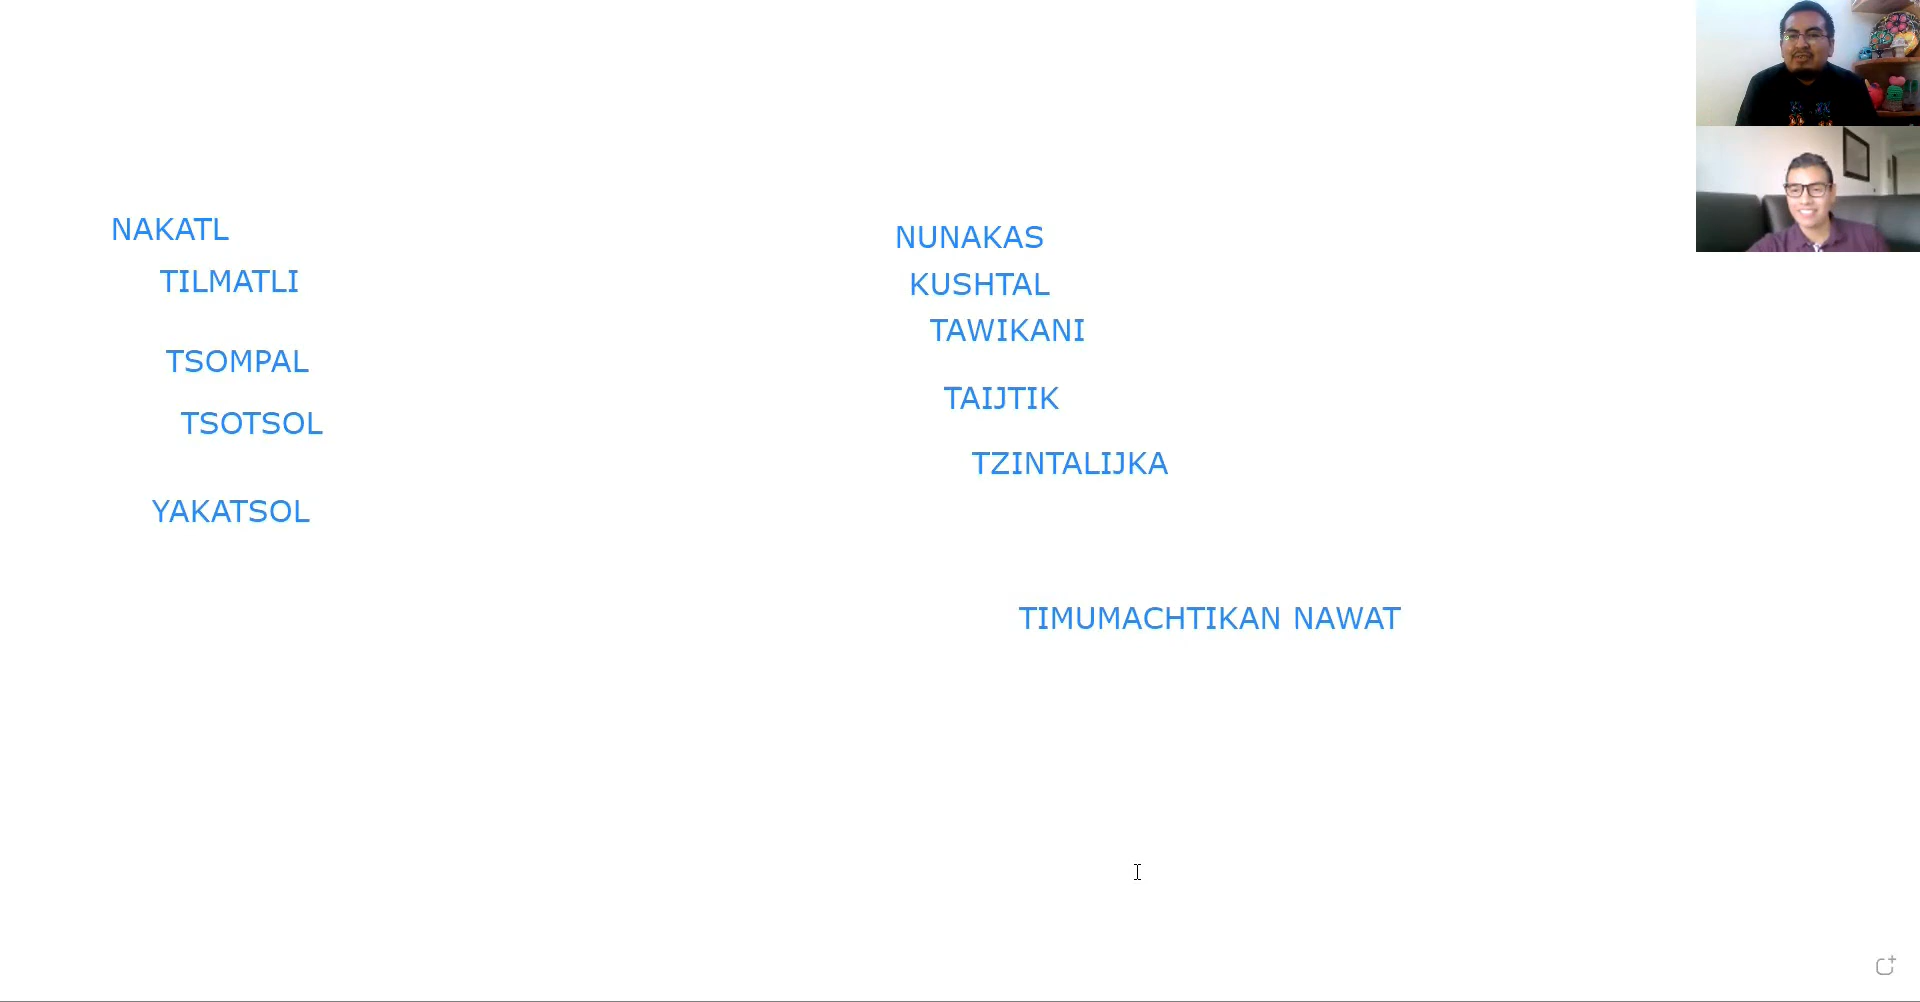 NAKATL
TILMATLI
TSOMPAL
TSOTSOL
YAKATSOL
NUNAKAS
KUSHTAL
TAWIKANI
TAIJTIK
TZINTALIJKA
TIMUMACHTIKAN NAWAT